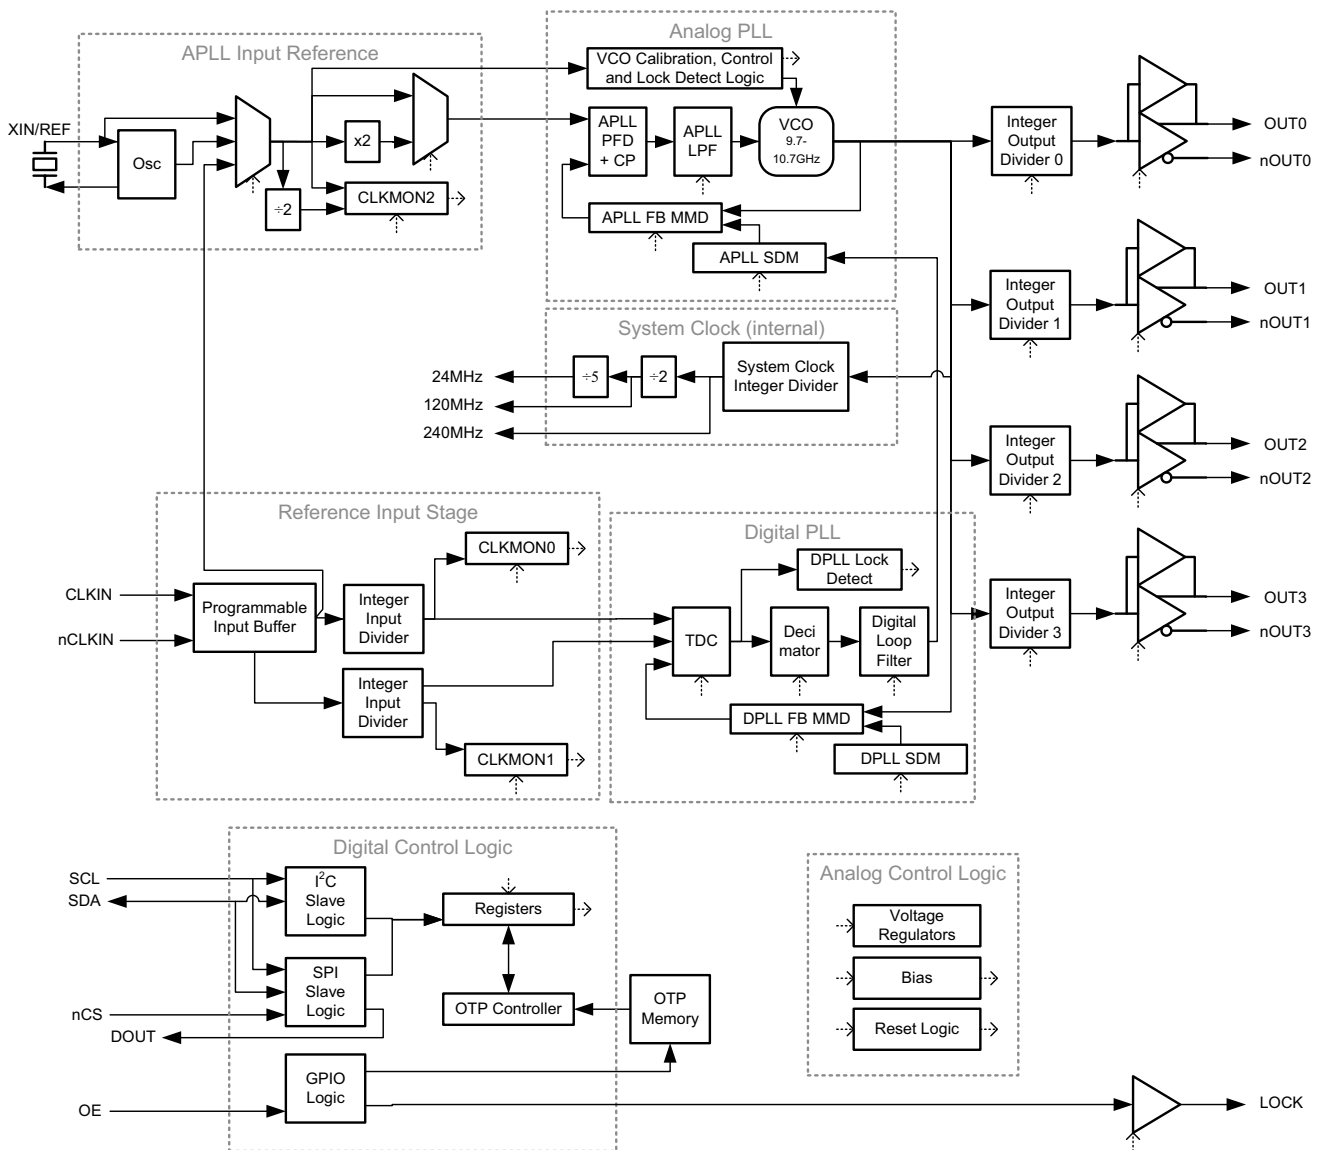 APLL Input Reference
XIN/REF
Osc
x2
÷2
CLKMON2
Analog PLL
VCO Calibration, Control
and Lock Detect Logic
APLL
PFD
+ CP
APLL
LPF
VCO
9.7-
10.7GHz
APLL FB MMD
APLL SDM
Integer
Output
Divider 0
OUT0
nOUT0
Integer
Output
Divider 1
OUT1
nOUT1
System Clock (internal)
24MHz
÷5
÷2
System Clock
Integer Divider
120MHz
240MHz
Integer
Output
Divider 2
OUT2
nOUT2
Reference Input Stage
CLKIN
nCLKIN
Programmable
Input Buffer
Integer
Input
Divider
CLKMON0
Integer
Input
Divider
CLKMON1
Digital PLL
DPLL Lock
Detect
TDC
Deci
mator
Digital
Loop
Filter
DPLL FB MMD
DPLL SDM
Integer
Output
Divider 3
OUT3
nOUT3
Digital Control Logic
SCL
SDA
I²C
Slave
Logic
Registers
SPI
Slave
Logic
nCS
DOUT
OTP Controller
OTP
Memory
GPIO
Logic
OE
Analog Control Logic
Voltage
Regulators
Bias
Reset Logic
LOCK